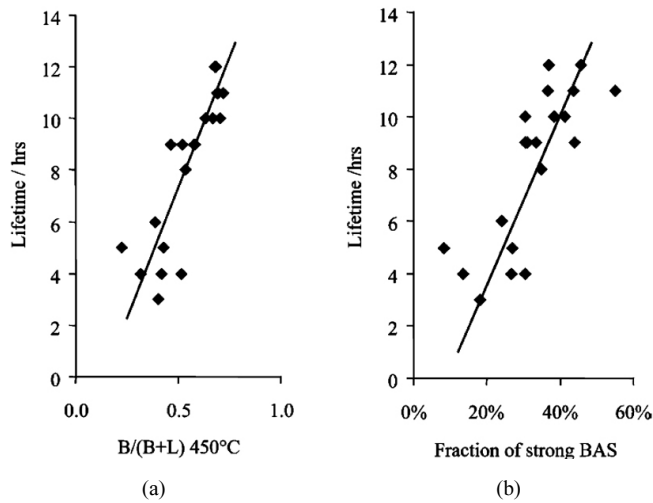 14
12
10
8
6
4
2
0
Lifetime / hrs
0.0 0.5 1.0
B/(B+L) 450°C
(a)
14
12
10
8
6
4
2
0
Lifetime /hrs
0% 20% 40% 60%
Fraction of strong BAS
(b)